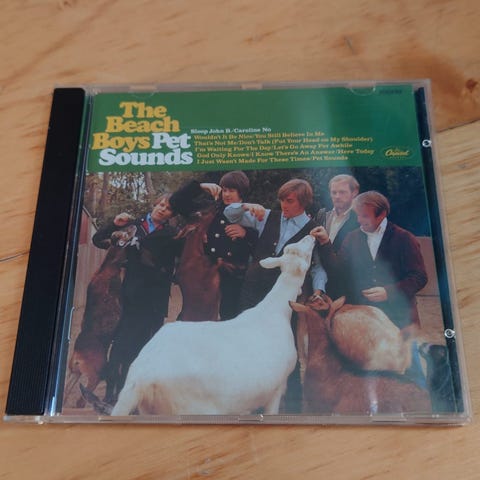 The
Beach
Boys Pet
Sounds
Sloop John B./Caroline No
Wouldn't It Be Nice/You Still Believe In Me
That's Not Me/Don't Talk (Put Your Head on My Shoulder)
I'm Waiting For The Day/Let's Go Away For Awhile
God Only Knows/I Know There's An Answer/Here Today
I Just Wasn't Made For These Times/Pet Sounds
Capitol